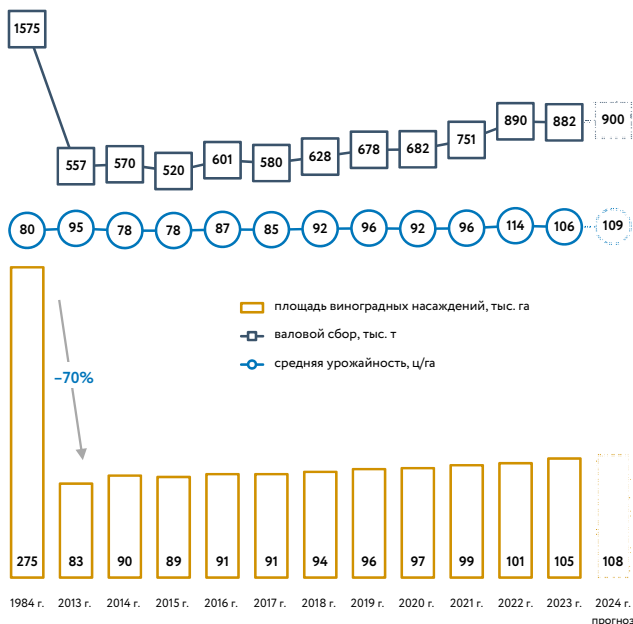 1575
557 570 520 601 580 628 678 682 751 890 882 900
80 95 78 78 87 85 92 96 92 96 114 106 109
площадь виноградных насаждений, тыс. га
валовой сбор, тыс. т
средняя урожайность, ц/га
–70%
275 83 90 89 91 91 94 96 97 99 101 105 108
1984 г. 2013 г. 2014 г. 2015 г. 2016 г. 2017 г. 2018 г. 2019 г. 2020 г. 2021 г. 2022 г. 2023 г. 2024 г.
прогноз